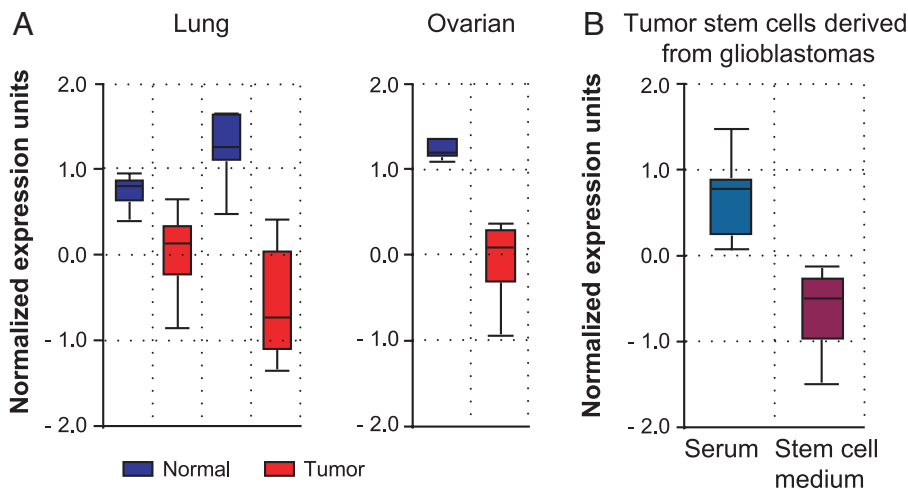 A
Lung
Ovarian
Normalized expression units
2.0
1.0
0.0
- 1.0
- 2.0
2.0
1.0
0.0
- 1.0
- 2.0
Normal
Tumor
B
Tumor stem cells derived
from glioblastomas
Normalized expression units
2.0
1.0
0.0
- 1.0
- 2.0
Serum
Stem cell
medium